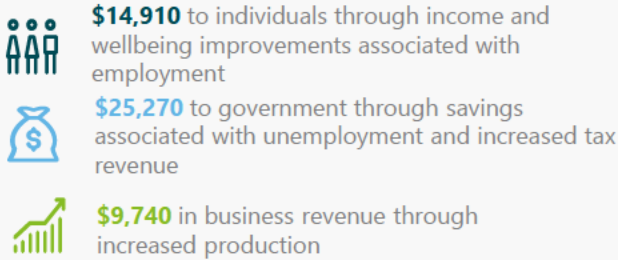 $14,910 to individuals through income and
wellbeing improvements associated with
employment
$25,270 to government through savings
associated with unemployment and increased tax
revenue
$9,740 in business revenue through
increased production